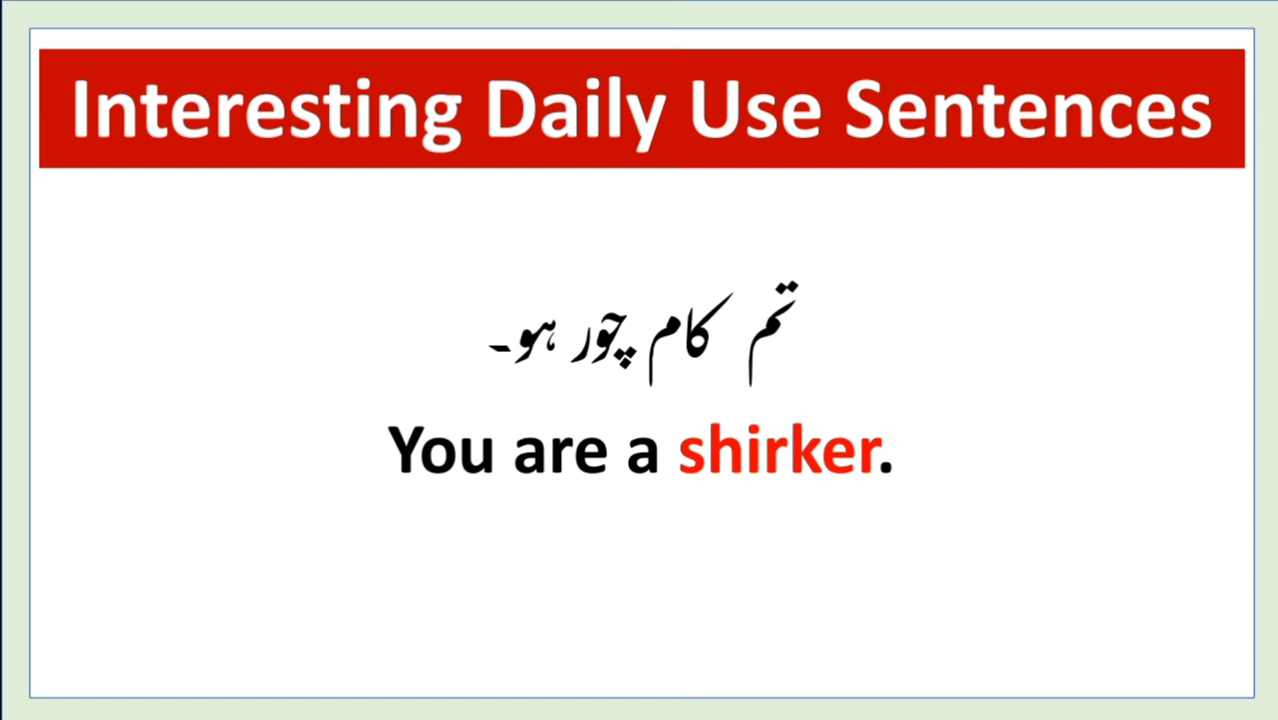 Interesting Daily Use Sentences
تم کام چور ہو۔
You are a shirker.